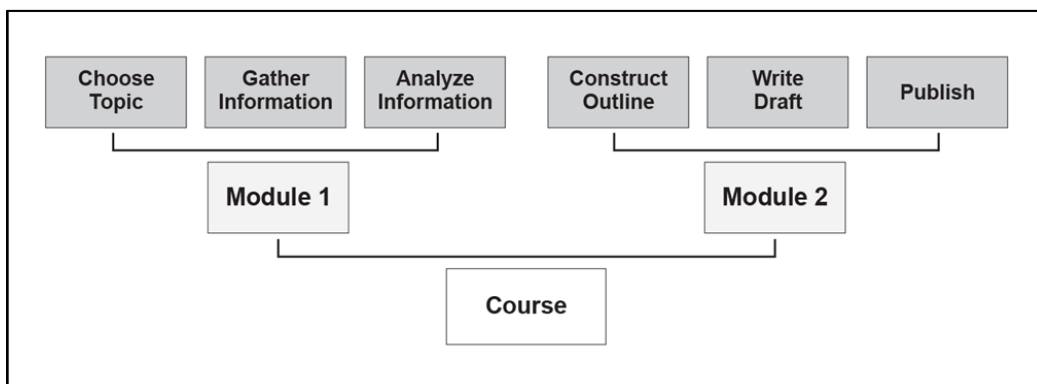 Choose
Topic
Gather
Information
Analyze
Information
Construct
Outline
Write
Draft
Publish
Module 1
Module 2
Course